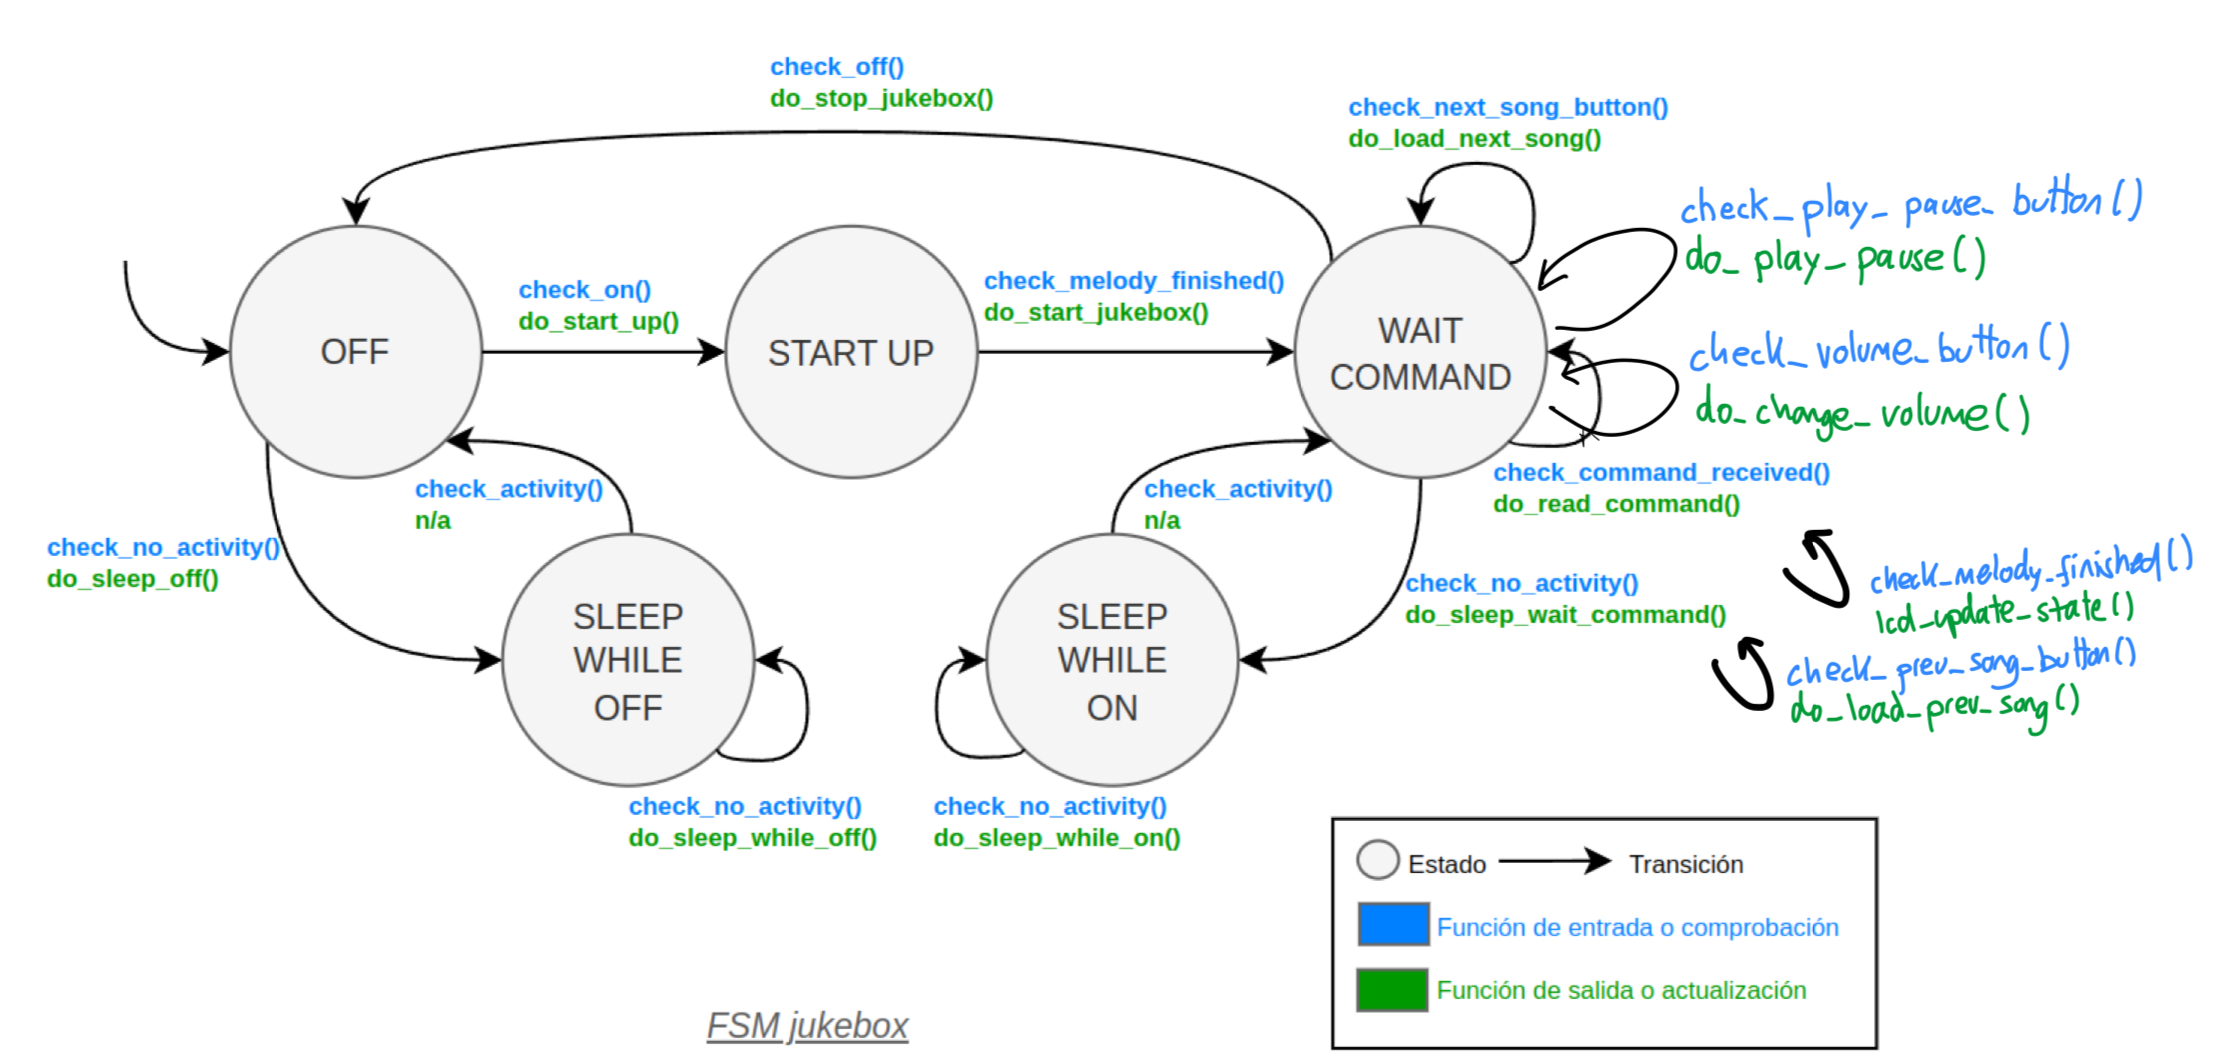 check_off()
do_stop_jukebox()
check_next_song_button()
do_load_next_song()
check_play_pause_button()
do_play_pause()
check_on()
do_start_up()
check_melody_finished()
do_start_jukebox()
OFF
START UP
WAIT
COMMAND
check_volume_button()
do_change_volume()
check_command_received()
do_read_command()
check_activity()
n/a
check_activity()
n/a
check_no_activity()
do_sleep_off()
check_no_activity()
do_sleep_wait_command()
check_melody_finished()
lcd_update_state()
check_prev_song_button()
do_load_prev_song()
SLEEP
WHILE
OFF
SLEEP
WHILE
ON
check_no_activity()
do_sleep_while_off()
check_no_activity()
do_sleep_while_on()
Estado
Transición
Función de entrada o comprobación
Función de salida o actualización
FSM jukebox